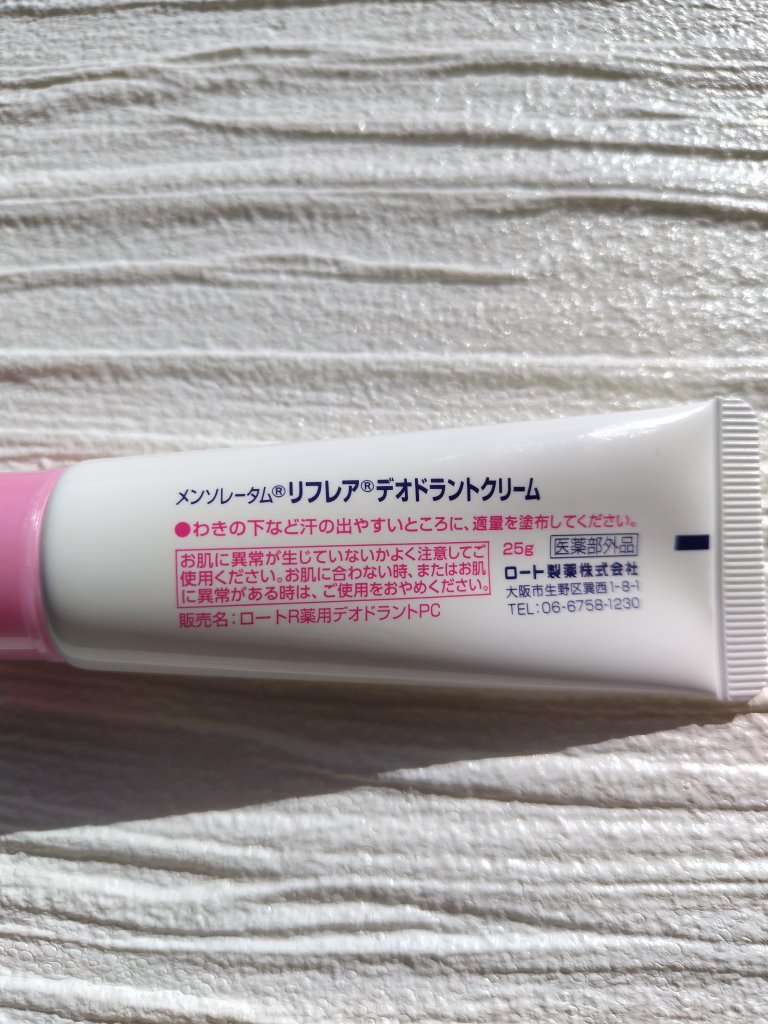 メンソレータム®リフレア®デオドラントクリーム
●わきの下など汗の出やすいところに、適量を塗布してください。
お肌に異常が生じていないかよく注意してご
使用ください。お肌に合わない時、またはお肌
に異常がある時は、ご使用をおやめください。
販売名：ロートR薬用デオドラントPC
25g 医薬部外品
ロート製薬株式会社
大阪市生野区巽西1-8-1
TEL：06-6758-1230